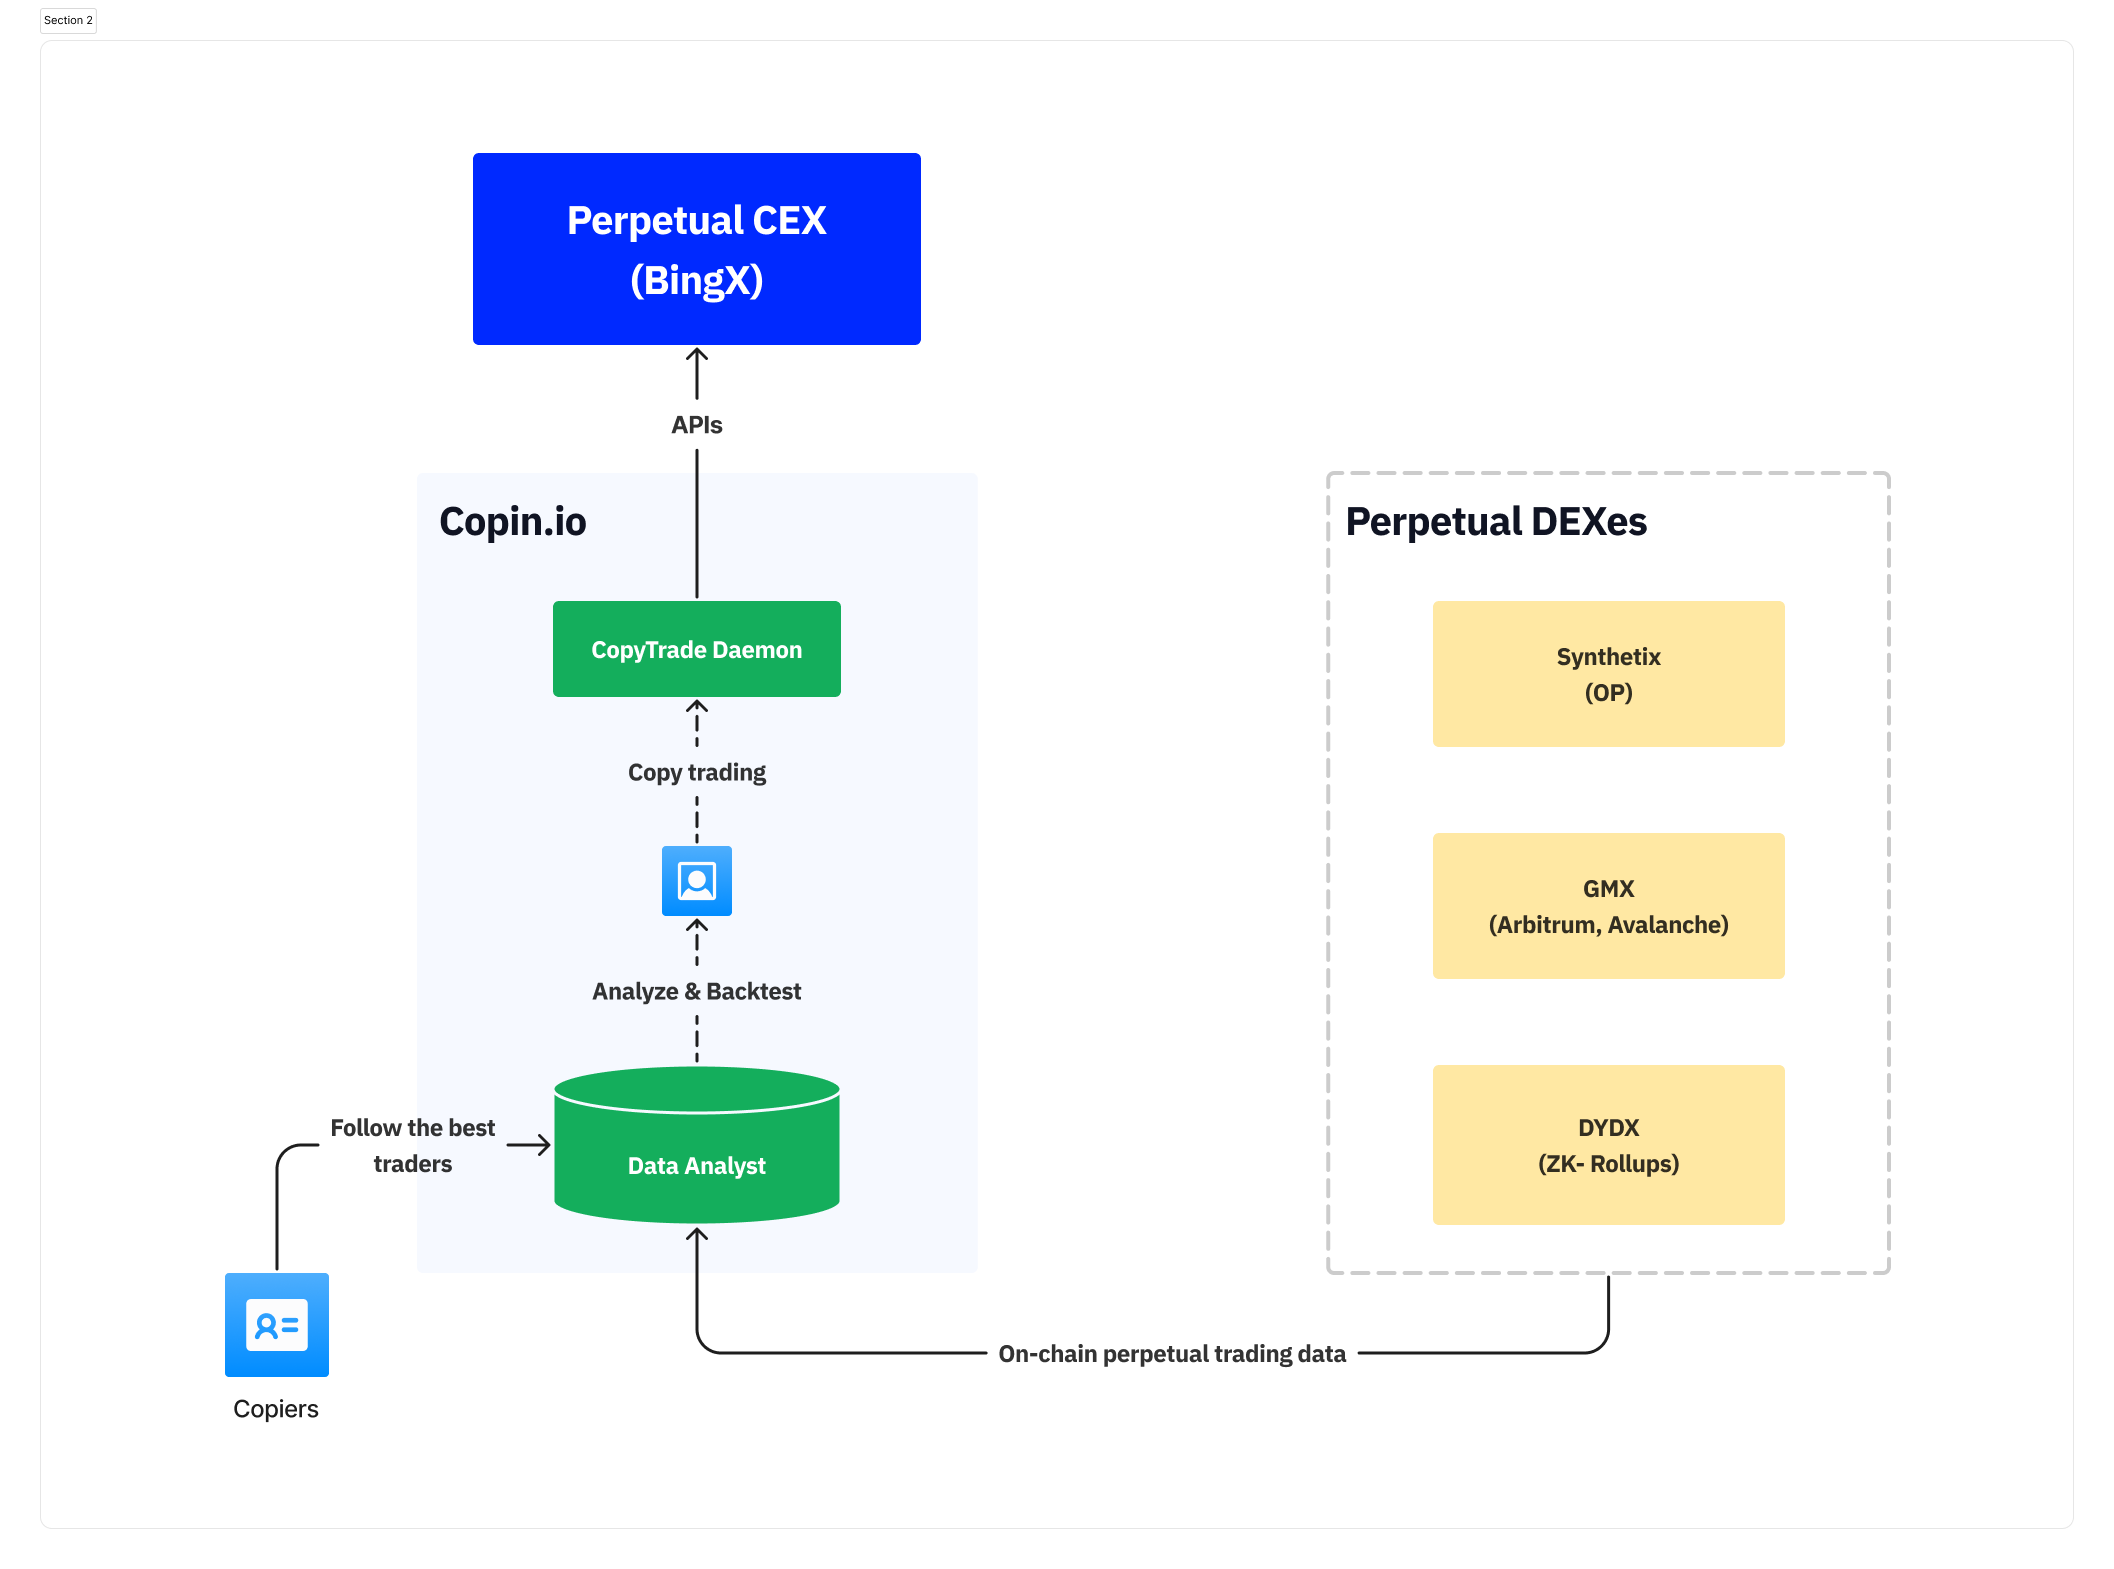 Section 2
Perpetual CEX
(BingX)
APIs
Copin.io
CopyTrade Daemon
Copy trading
Analyze & Backtest
Follow the best
traders
Data Analyst
Copiers
Perpetual DEXes
Synthetix
(OP)
GMX
(Arbitrum, Avalanche)
DYDX
(ZK- Rollups)
On-chain perpetual trading data